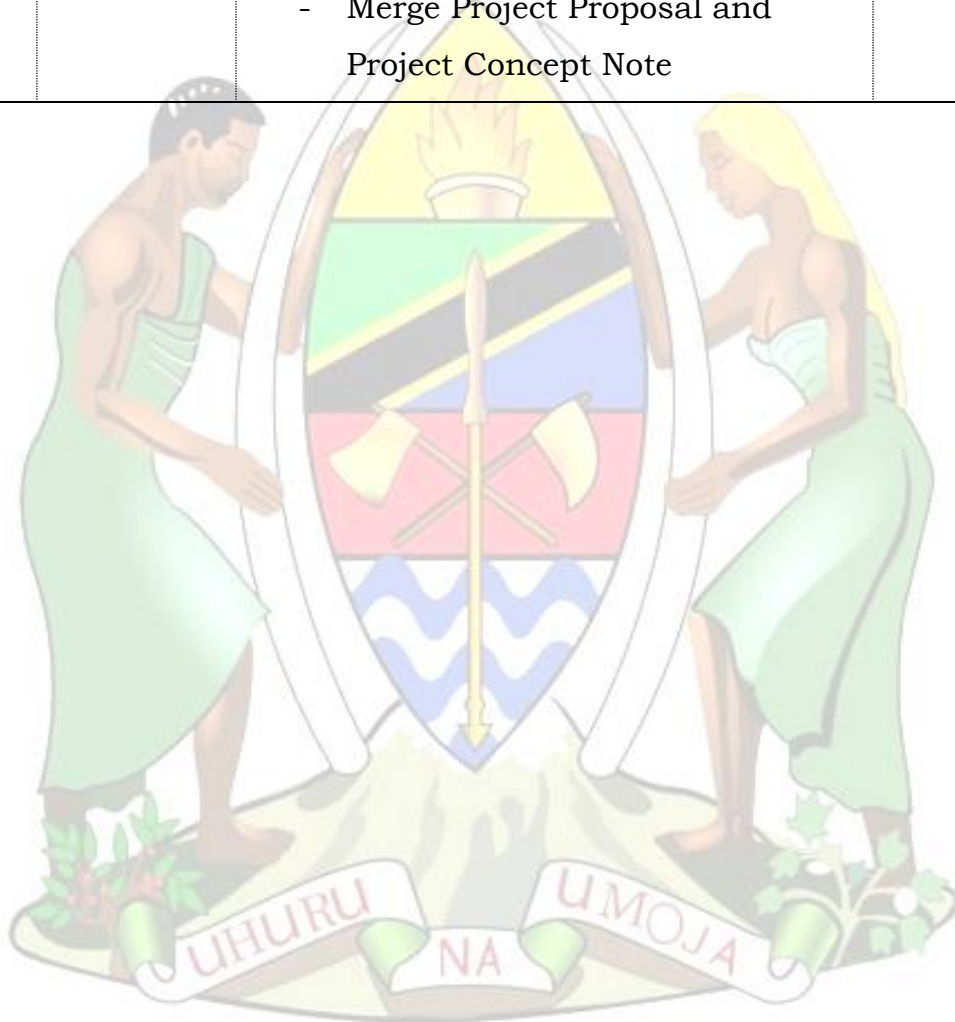 - Merge Project Proposal and
Project Concept Note
UHURU
NA
UMOJA